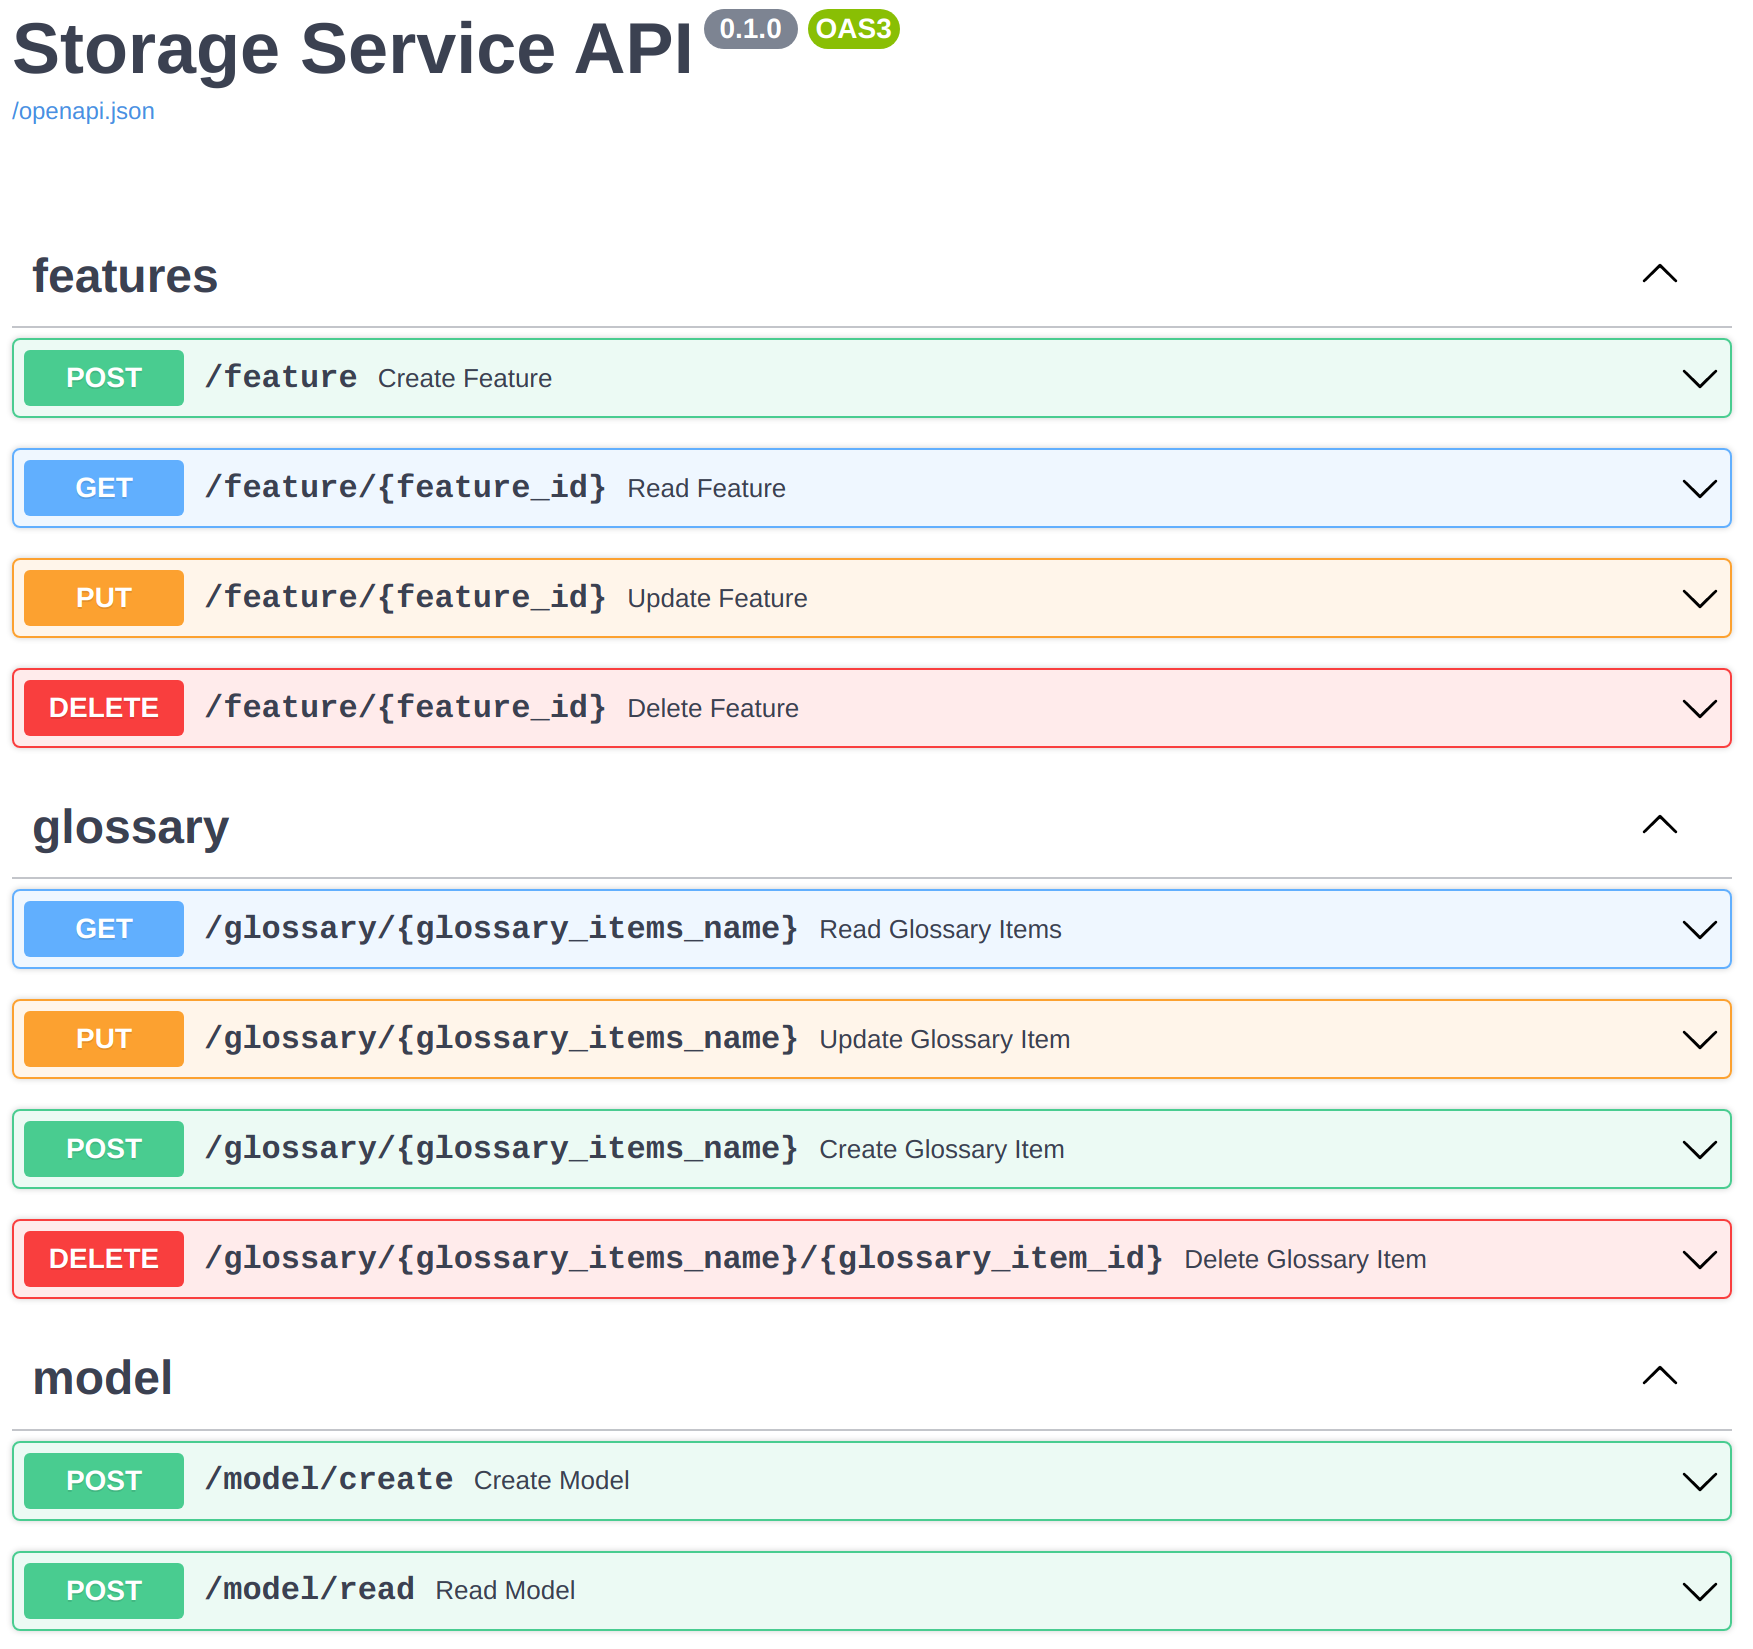 Storage Service API 0.1.0 OAS3
/openapi.json
features
POST /feature Create Feature
GET /feature/{feature_id} Read Feature
PUT /feature/{feature_id} Update Feature
DELETE /feature/{feature_id} Delete Feature
glossary
GET /glossary/{glossary_items_name} Read Glossary Items
PUT /glossary/{glossary_items_name} Update Glossary Item
POST /glossary/{glossary_items_name} Create Glossary Item
DELETE /glossary/{glossary_items_name}/{glossary_item_id} Delete Glossary Item
model
POST /model/create Create Model
POST /model/read Read Model